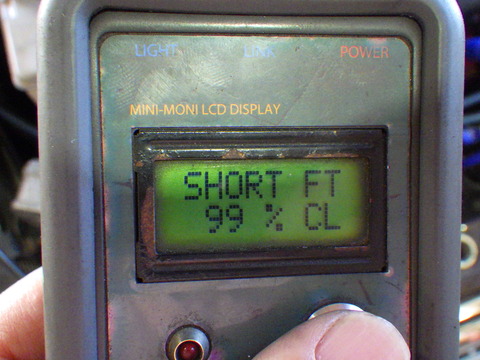 LIGHT LINK POWER
MINI-MONI LCD DISPLAY
SHORT FT
99 % CL